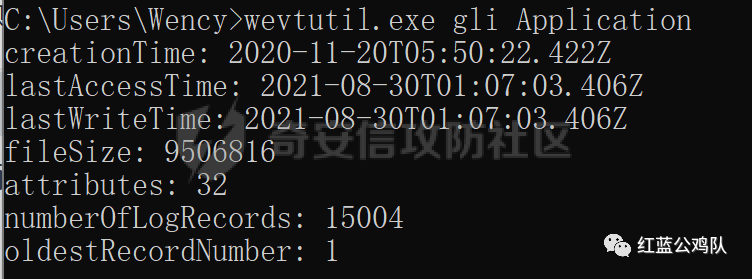 C:\Users\Wency>wevtutil.exe gli Application
creationTime: 2020-11-20T05:50:22.422Z
lastAccessTime: 2021-08-30T01:07:03.406Z
lastWriteTime: 2021-08-30T01:07:03.406Z
奇安信攻防社区
fileSize: 9506816
attributes: 32
numberOfLogRecords: 15004
红蓝公鸡队
oldestRecordNumber: 1